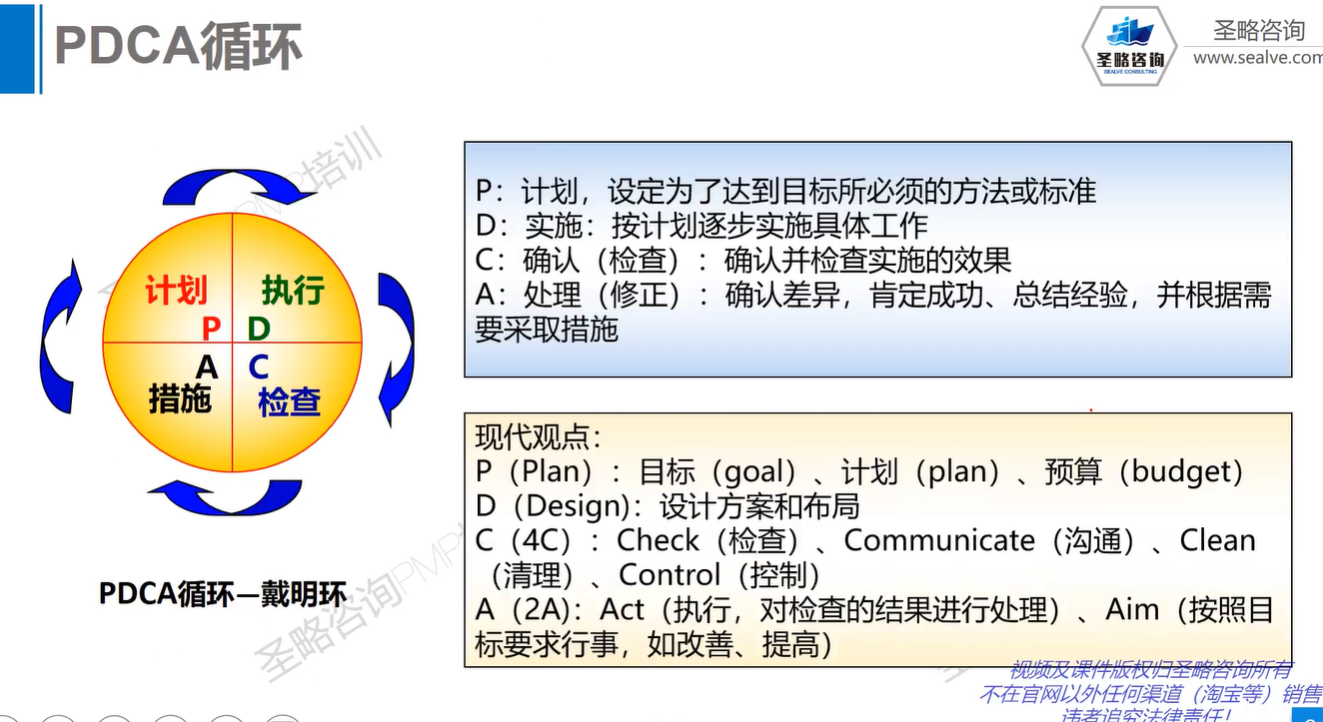 PDCA循环
圣略咨询
SEALVE CONSULTING
圣略咨询
www.sealve.com
PMP培训
计划
执行
P
D
A
C
措施
检查
PDCA循环—戴明环
圣略咨询PMP
P：计划，设定为了达到目标所必须的方法或标准
D：实施：按计划逐步实施具体工作
C：确认（检查）：确认并检查实施的效果
A：处理（修正）：确认差异，肯定成功、总结经验，并根据需
要采取措施
现代观点：
P（Plan）：目标（goal）、计划（plan）、预算（budget）
D（Design)：设计方案和布局
C（4C）：Check（检查）、Communicate（沟通）、Clean
（清理）、Control（控制）
A（2A)：Act（执行，对检查的结果进行处理）、Aim（按照目
标要求行事，如改善、提高）
视频及课件版权归圣略咨询所有
不在官网以外任何渠道（淘宝等）销售
违者追究法律责任！